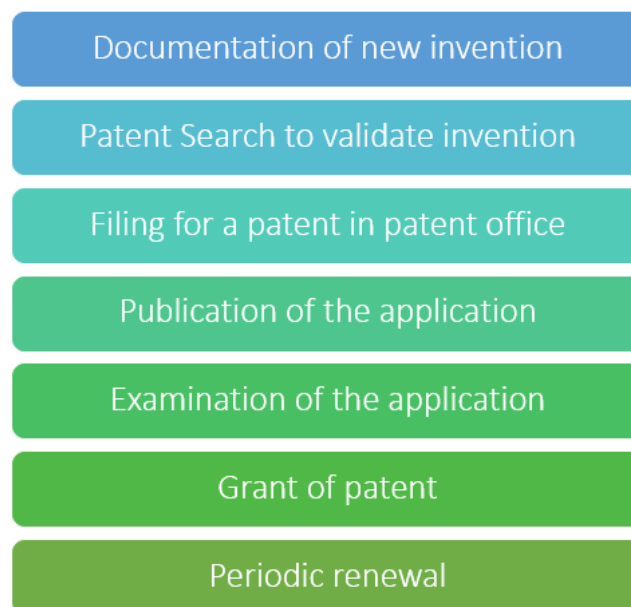 Documentation of new invention
Patent Search to validate invention
Filing for a patent in patent office
Publication of the application
Examination of the application
Grant of patent
Periodic renewal